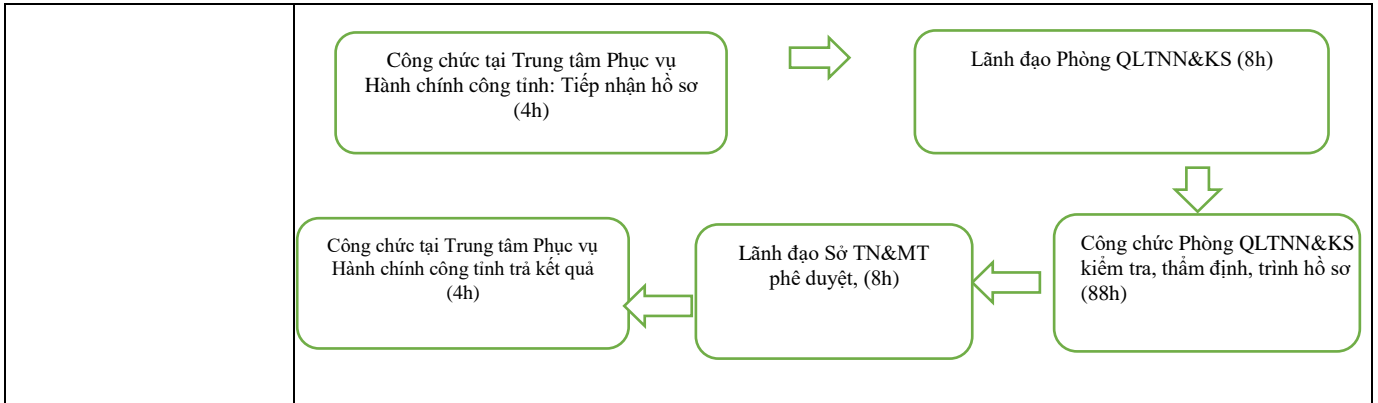 Công chức tại Trung tâm Phục vụ
Hành chính công tỉnh: Tiếp nhận hồ sơ
(4h)
Lãnh đạo Phòng QLTNN&KS (8h)
Công chức Phòng QLTNN&KS
kiểm tra, thẩm định, trình hồ sơ
(88h)
Lãnh đạo Sở TN&MT
phê duyệt, (8h)
Công chức tại Trung tâm Phục vụ
Hành chính công tỉnh trả kết quả
(4h)